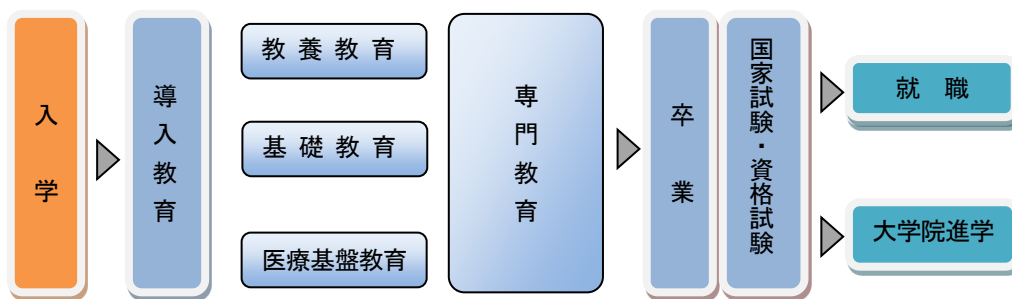 入学
導入教育
教養教育
基礎教育
医療基盤教育
専門教育
卒業
国家試験・資格試験
就職
大学院進学